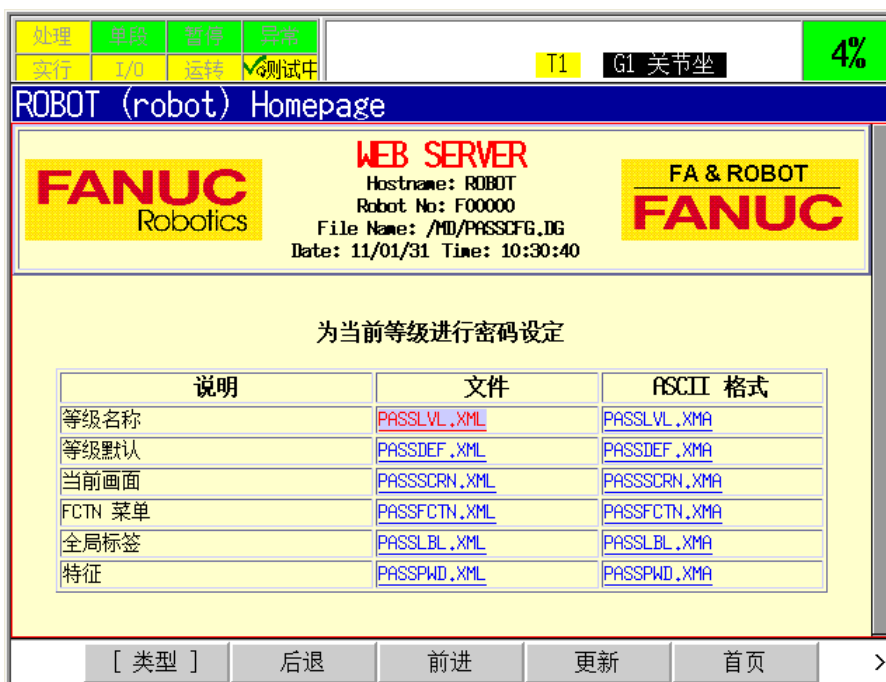 处理 单段 暂停 异常
实行 I/O 运转 测试中 T1 G1 关节坐 4%
ROBOT (robot) Homepage
FANUC Robotics
WEB SERVER
Hostname: ROBOT
Robot No: F00000
File Name: /MD/PASSCFG.DG
Date: 11/01/31 Time: 10:30:40
FA & ROBOT
FANUC
为当前等级进行密码设定
说明 文件 ASCII 格式
等级名称 PASSLVL.XML PASSLVL.XMA
等级默认 PASSDEF.XML PASSDEF.XMA
当前画面 PASSSCRN.XML PASSSCRN.XMA
FCTN 菜单 PASSFCTN.XML PASSFCTN.XMA
全局标签 PASSLBL.XML PASSLBL.XMA
特征 PASSPWD.XML PASSPWD.XMA
[ 类型 ] 后退 前进 更新 首页 >